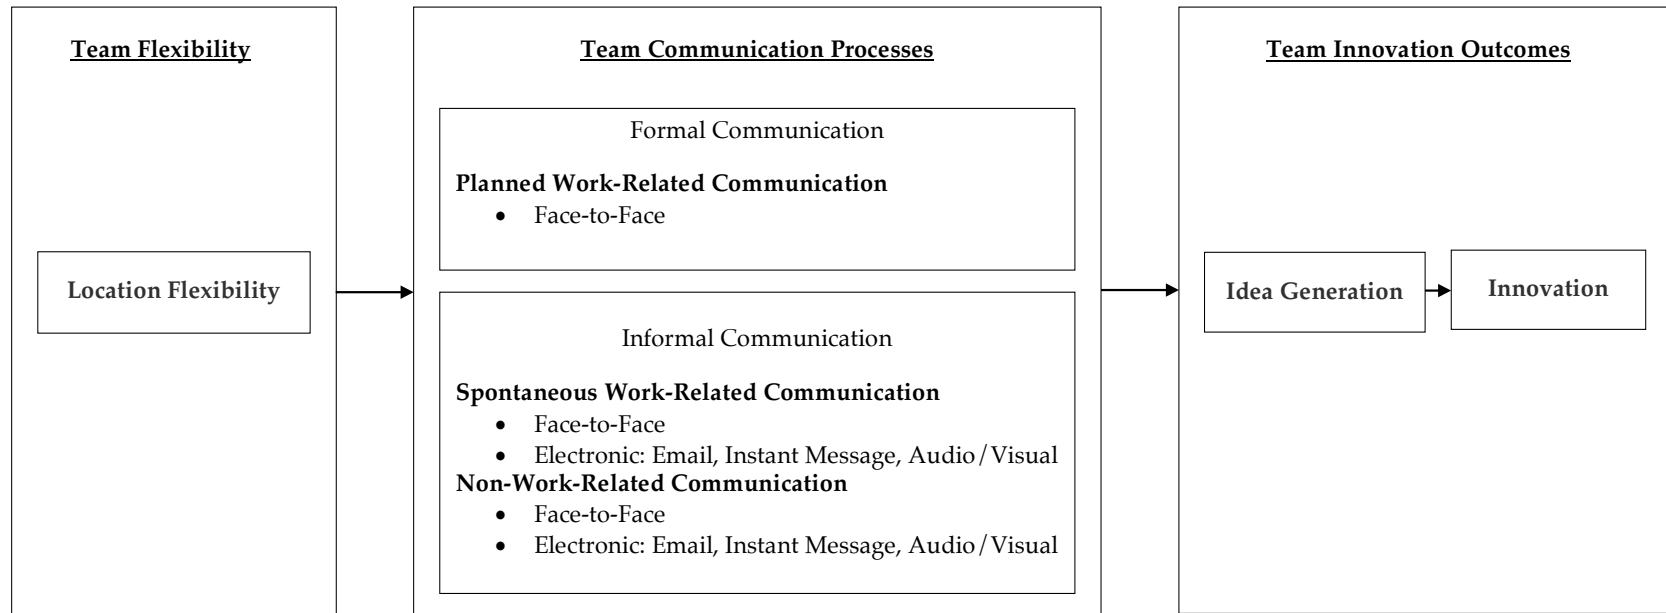 Team Flexibility
Location Flexibility
Team Communication Processes
Formal Communication
Planned Work-Related Communication
• Face-to-Face
Informal Communication
Spontaneous Work-Related Communication
• Face-to-Face
• Electronic: Email, Instant Message, Audio/Visual
Non-Work-Related Communication
• Face-to-Face
• Electronic: Email, Instant Message, Audio/Visual
Team Innovation Outcomes
Idea Generation
Innovation